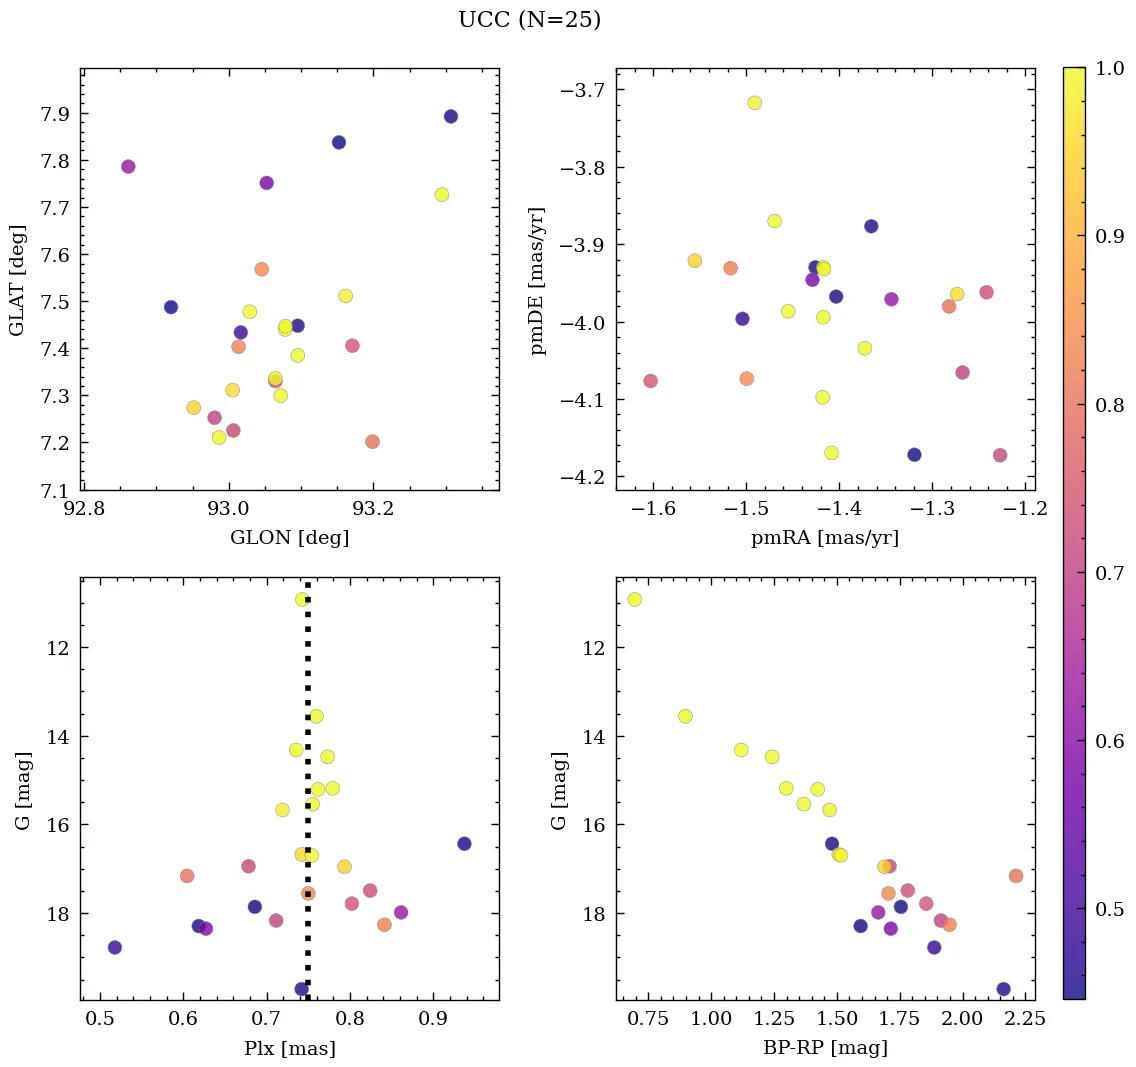 UCC (N=25)
7.9
7.8
7.7
7.6
7.5
7.4
7.3
7.2
7.1
GLAT [deg]
92.8 93.0 93.2
GLON [deg]
−3.7
−3.8
−3.9
−4.0
−4.1
−4.2
pmDE [mas/yr]
−1.6 −1.5 −1.4 −1.3 −1.2
pmRA [mas/yr]
12
14
16
18
G [mag]
0.5 0.6 0.7 0.8 0.9
Plx [mas]
12
14
16
18
G [mag]
0.75 1.00 1.25 1.50 1.75 2.00 2.25
BP-RP [mag]
1.0
0.9
0.8
0.7
0.6
0.5